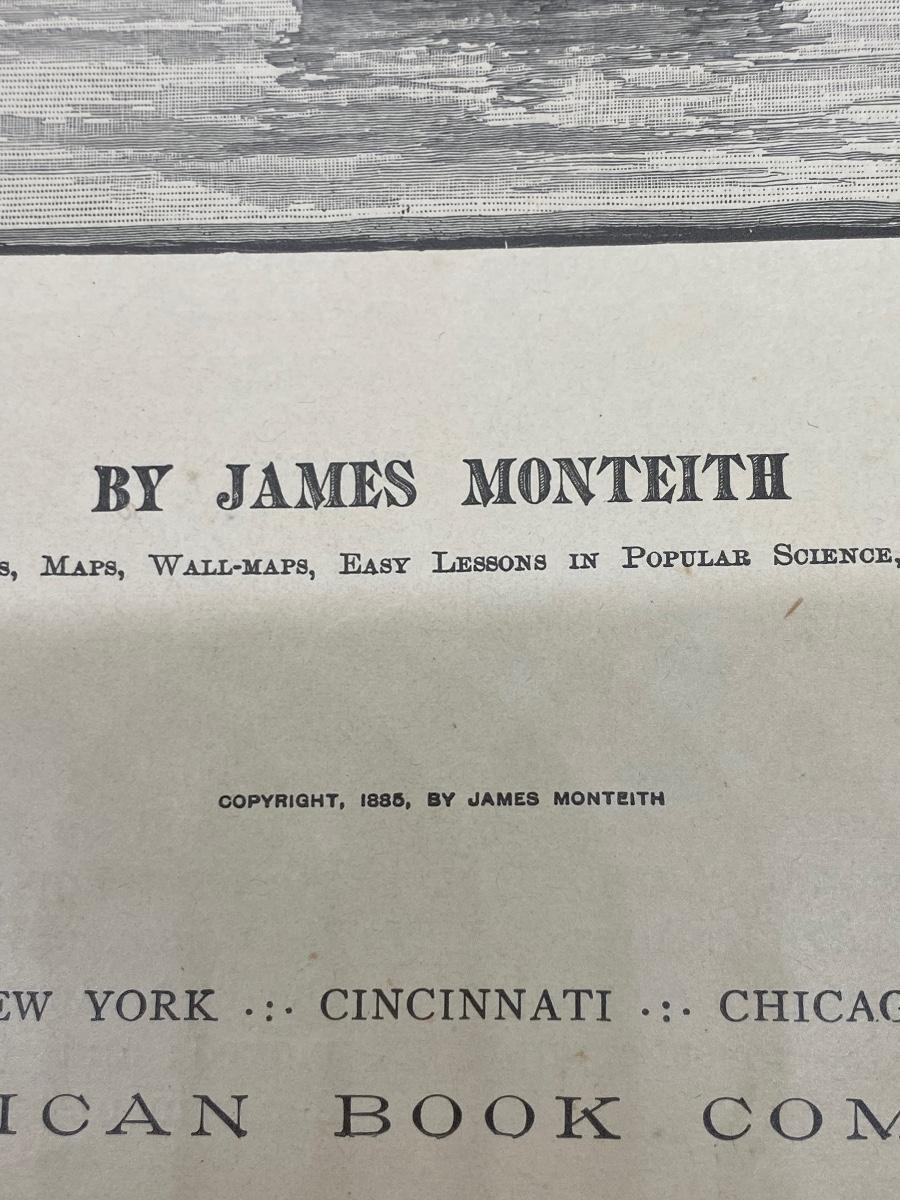 BY JAMES MONTEITH
s, Maps, Wall-maps, Easy Lessons in Popular Science,
COPYRIGHT, 1885, BY JAMES MONTEITH
EW YORK .:. CINCINNATI .:. CHICAG
ICAN BOOK COM